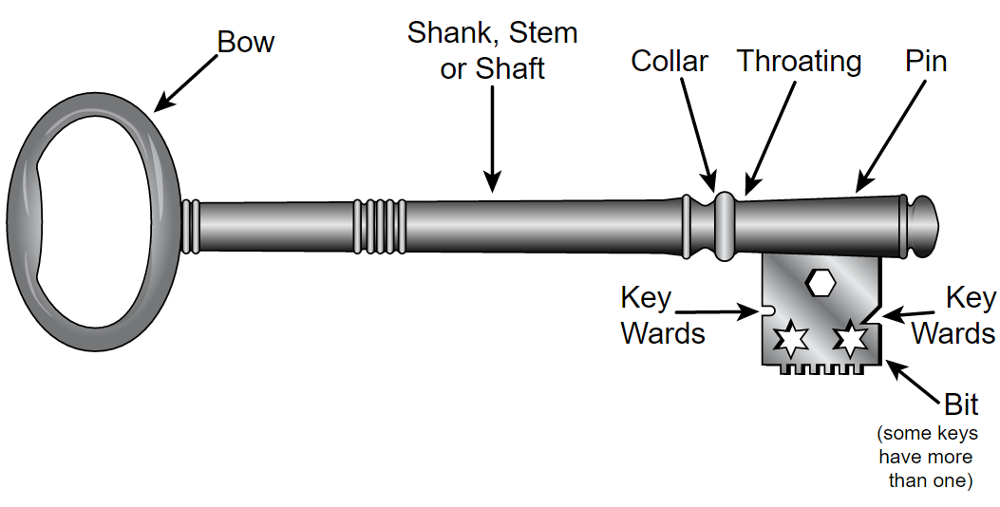 Bow
Shank, Stem
or Shaft
Collar
Throating
Pin
Key
Wards
Key
Wards
Bit
(some keys
have more
than one)